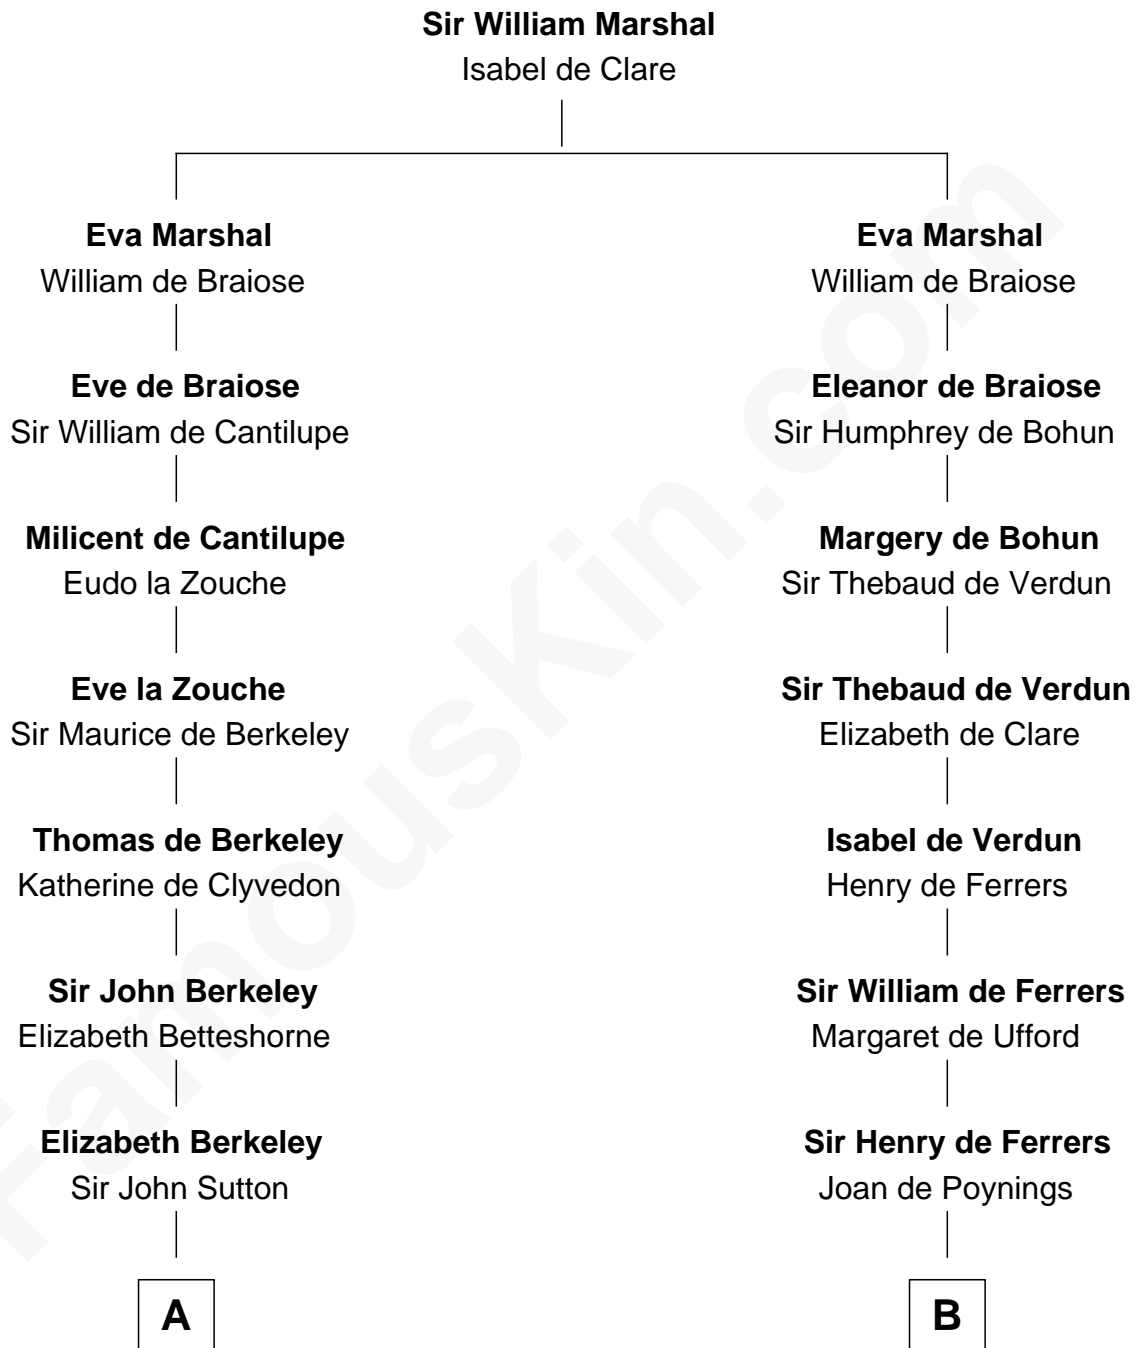 Sir William Marshal
Isabel de Clare
Eva Marshal
William de Braiose
Eva Marshal
William de Braiose
Eve de Braiose
Sir William de Cantilupe
Eleanor de Braiose
Sir Humphrey de Bohun
Milicent de Cantilupe
Eudo la Zouche
Margery de Bohun
Sir Thebaud de Verdun
Eve la Zouche
Sir Maurice de Berkeley
Sir Thebaud de Verdun
Elizabeth de Clare
Thomas de Berkeley
Katherine de Clyvedon
Isabel de Verdun
Henry de Ferrers
Sir John Berkeley
Elizabeth Betteshorne
Sir William de Ferrers
Margaret de Ufford
Elizabeth Berkeley
Sir John Sutton
Sir Henry de Ferrers
Joan de Poynings
A
B
FamousKin.com